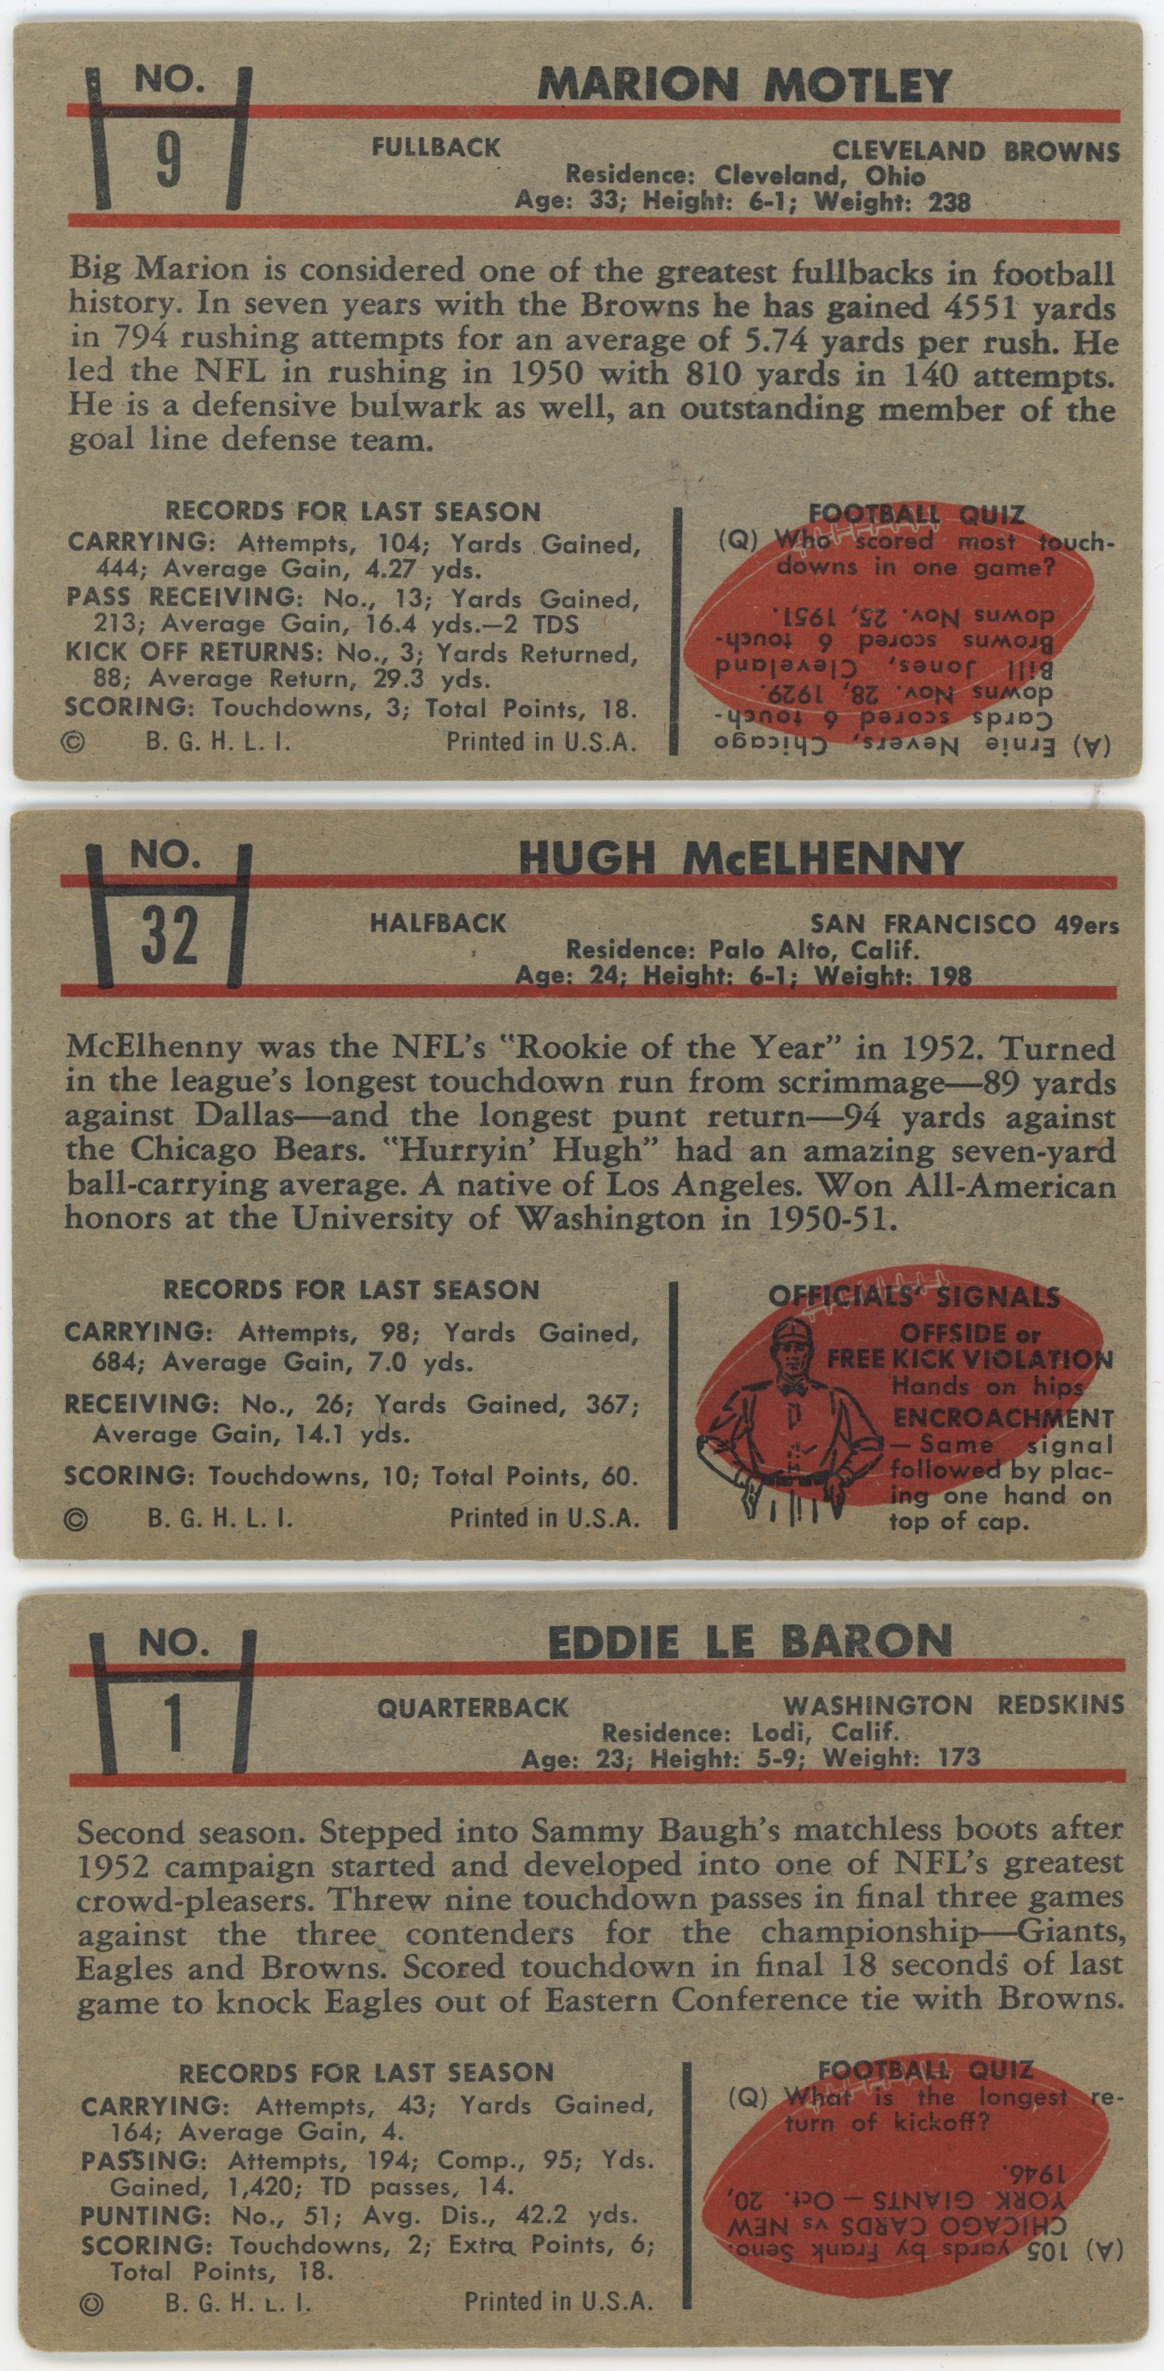 NO.
9
MARION MOTLEY
FULLBACK CLEVELAND BROWNS
Residence: Cleveland, Ohio
Age: 33; Height: 6-1; Weight: 238
Big Marion is considered one of the greatest fullbacks in football
history. In seven years with the Browns he has gained 4551 yards
in 794 rushing attempts for an average of 5.74 yards per rush. He
led the NFL in rushing in 1950 with 810 yards in 140 attempts.
He is a defensive bulwark as well, an outstanding member of the
goal line defense team.
RECORDS FOR LAST SEASON
CARRYING: Attempts, 104; Yards Gained,
444; Average Gain, 4.27 yds.
PASS RECEIVING: No., 13; Yards Gained,
213; Average Gain, 16.4 yds.—2 TDS
KICK OFF RETURNS: No., 3; Yards Returned,
88; Average Return, 29.3 yds.
SCORING: Touchdowns, 3; Total Points, 18.
© B. G. H. L. I. Printed in U.S.A.
FOOTBALL QUIZ
(Q) Who scored most touch-
downs in one game?
(A) Ernie Nevers, Chicago
Cards scored 6 touch-
downs Nov. 28, 1929.
Bill Jones, Cleveland
Browns scored 6 touch-
downs Nov. 25, 1951.
NO.
32
HUGH McELHENNY
HALFBACK SAN FRANCISCO 49ers
Residence: Palo Alto, Calif.
Age: 24; Height: 6-1; Weight: 198
McElhenny was the NFL's "Rookie of the Year" in 1952. Turned
in the league's longest touchdown run from scrimmage—89 yards
against Dallas—and the longest punt return—94 yards against
the Chicago Bears. "Hurryin' Hugh" had an amazing seven-yard
ball-carrying average. A native of Los Angeles. Won All-American
honors at the University of Washington in 1950-51.
RECORDS FOR LAST SEASON
CARRYING: Attempts, 98; Yards Gained,
684; Average Gain, 7.0 yds.
RECEIVING: No., 26; Yards Gained, 367;
Average Gain, 14.1 yds.
SCORING: Touchdowns, 10; Total Points, 60.
© B. G. H. L. I. Printed in U.S.A.
OFFICIALS' SIGNALS
OFFSIDE or
FREE KICK VIOLATION
Hands on hips
ENCROACHMENT
—Same signal
followed by plac-
ing one hand on
top of cap.
NO.
1
EDDIE LE BARON
QUARTERBACK WASHINGTON REDSKINS
Residence: Lodi, Calif.
Age: 23; Height: 5-9; Weight: 173
Second season. Stepped into Sammy Baugh's matchless boots after
1952 campaign started and developed into one of NFL's greatest
crowd-pleasers. Threw nine touchdown passes in final three games
against the three contenders for the championship—Giants,
Eagles and Browns. Scored touchdown in final 18 seconds of last
game to knock Eagles out of Eastern Conference tie with Browns.
RECORDS FOR LAST SEASON
CARRYING: Attempts, 43; Yards Gained,
164; Average Gain, 4.
PASSING: Attempts, 194; Comp., 95; Yds.
Gained, 1,420; TD passes, 14.
PUNTING: No., 51; Avg. Dis., 42.2 yds.
SCORING: Touchdowns, 2; Extra Points, 6;
Total Points, 18.
© B. G. H. L. I. Printed in U.S.A.
FOOTBALL QUIZ
(Q) What is the longest re-
turn of kickoff?
(A) 105 yards by Frank Seno.
CHICAGO CARDS vs NEW
YORK GIANTS — Oct. 20,
1946.